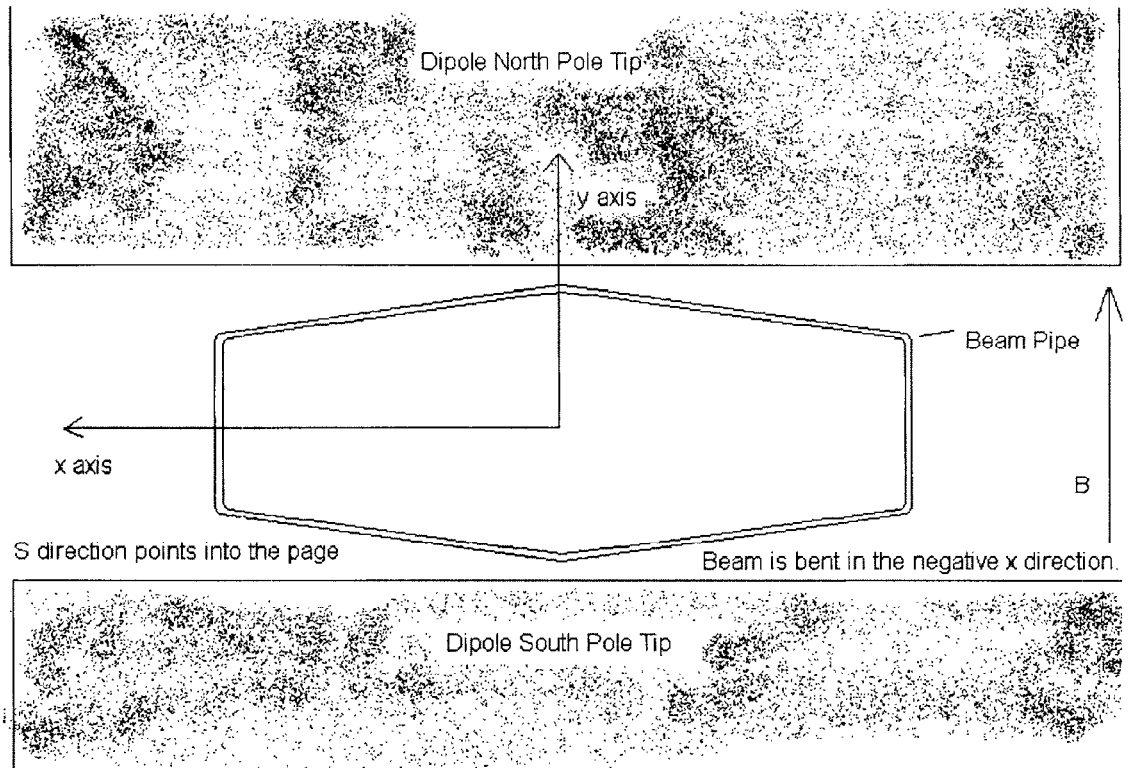 Dipole North Pole Tip
y axis
Beam Pipe
x axis
B
S direction points into the page
Beam is bent in the negative x direction.
Dipole South Pole Tip